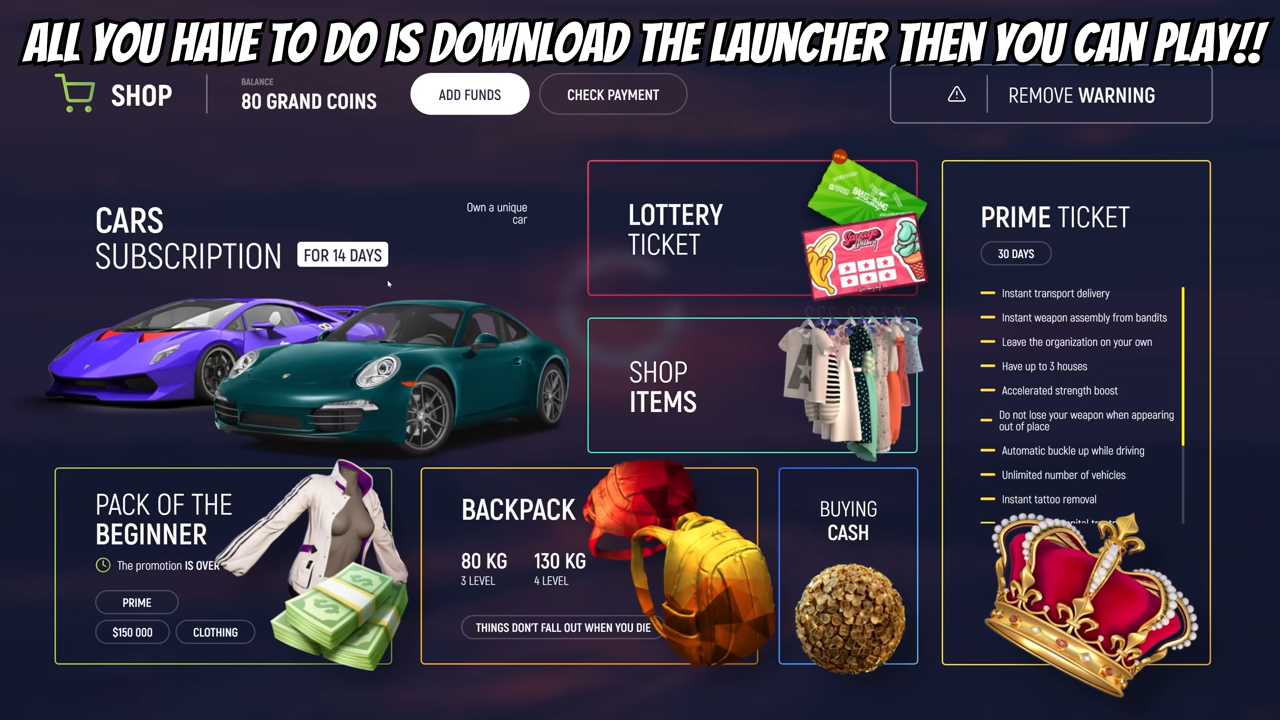 ALL YOU HAVE TO DO IS DOWNLOAD THE LAUNCHER THEN YOU CAN PLAY!!
SHOP
BALANCE
80 GRAND COINS
ADD FUNDS
CHECK PAYMENT
REMOVE WARNING
CARS
SUBSCRIPTION
FOR 14 DAYS
Own a unique
car
LOTTERY
TICKET
SHOP
ITEMS
PRIME TICKET
30 DAYS
Instant transport delivery
Instant weapon assembly from bandits
Leave the organization on your own
Have up to 3 houses
Accelerated strength boost
Do not lose your weapon when appearing
out of place
Automatic buckle up while driving
Unlimited number of vehicles
Instant tattoo removal
PACK OF THE
BEGINNER
The promotion IS OVER
PRIME
$150 000
CLOTHING
BACKPACK
80 KG
130 KG
3 LEVEL
4 LEVEL
THINGS DON'T FALL OUT WHEN YOU DIE
BUYING
CASH